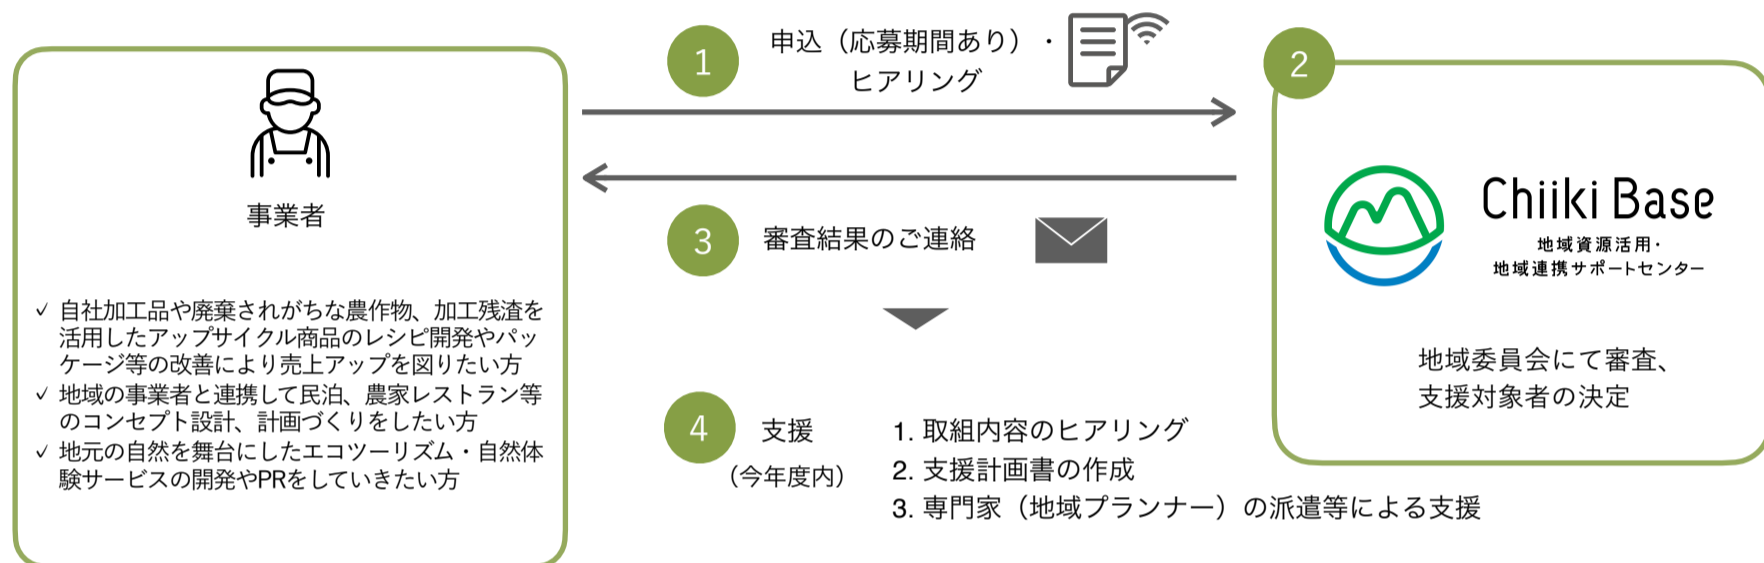 1
申込（応募期間あり）・
ヒアリング
2
事業者
✓ 自社加工品や廃棄されがちな農作物、加工残渣を
活用したアップサイクル商品のレシピ開発やパッ
ケージ等の改善により売上アップを図りたい方
✓ 地域の事業者と連携して民泊、農家レストラン等
のコンセプト設計、計画づくりをしたい方
✓ 地元の自然を舞台にしたエコツーリズム・自然体
験サービスの開発やPRをしていきたい方
Chiiki Base
地域資源活用・
地域連携サポートセンター
地域委員会にて審査、
支援対象者の決定
3
審査結果のご連絡
4
支援
（今年度内）
1. 取組内容のヒアリング
2. 支援計画書の作成
3. 専門家（地域プランナー）の派遣等による支援